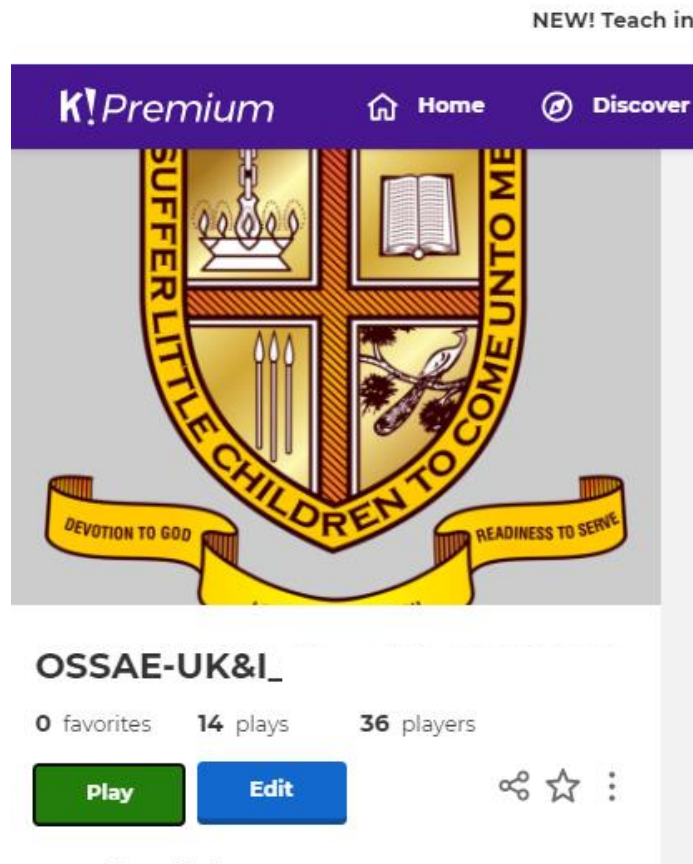 NEW! Teach in
K! Premium Home Discover
SUFFER LITTLE CHILDREN TO COME UNTO ME
DEVOTION TO GOD
READINESS TO SERVE
OSSAE-UK&I_
0 favorites 14 plays 36 players
Play Edit